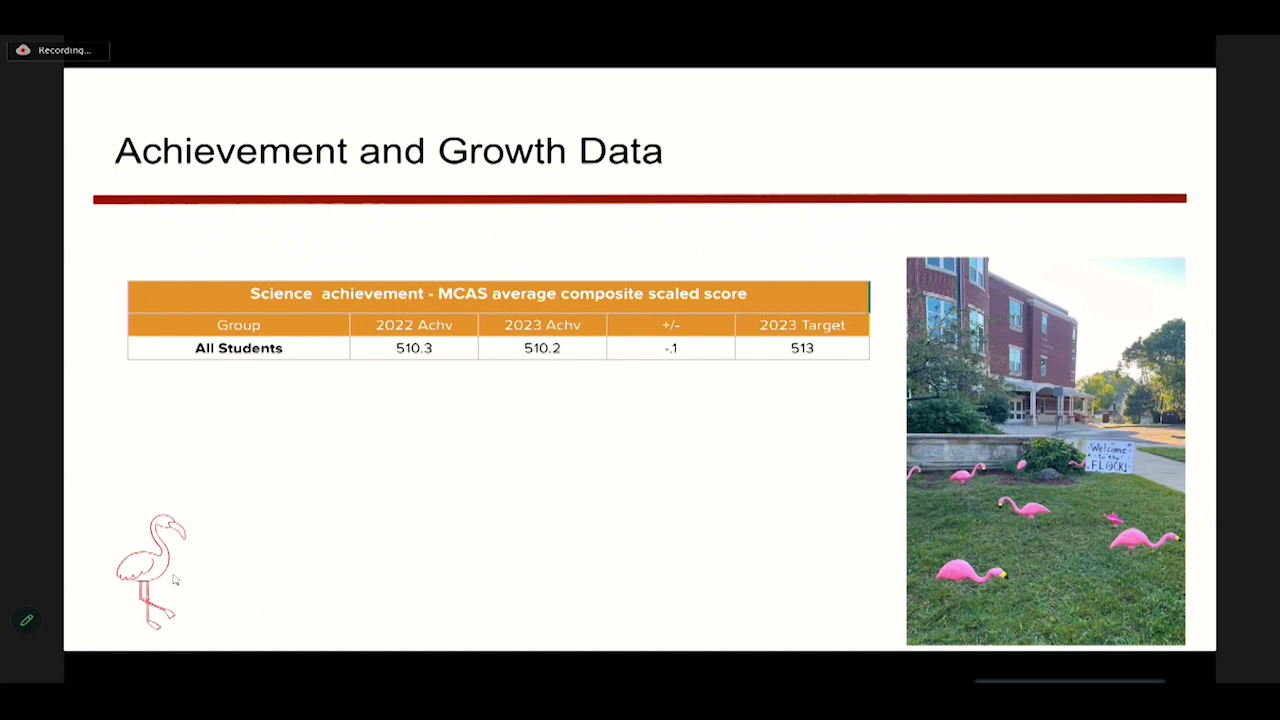 Recording...
Achievement and Growth Data
Science achievement - MCAS average composite scaled score
Group 2022 Achv 2023 Achv +/- 2023 Target
All Students 510.3 510.2 -.1 513
Welcome
to the
FLOCK!